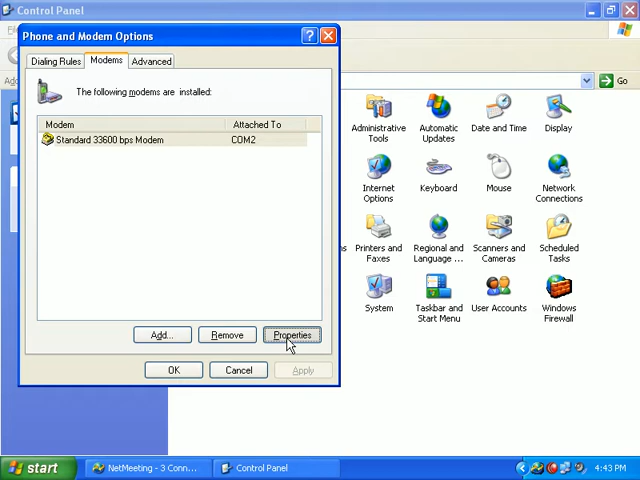 Control Panel
Phone and Modem Options
Dialing Rules
Modems
Advanced
The following modems are installed:
Modem
Attached To
Standard 33600 bps Modem
COM2
Add...
Remove
Properties
OK
Cancel
Apply
Go
Administrative Tools
Automatic Updates
Date and Time
Display
Internet Options
Keyboard
Mouse
Network Connections
Printers and Faxes
Regional and Language ...
Scanners and Cameras
Scheduled Tasks
System
Taskbar and Start Menu
User Accounts
Windows Firewall
start
NetMeeting - 3 Conn...
Control Panel
4:43 PM